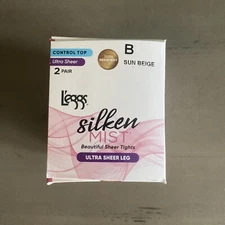 CONTROL TOP
Ultra Sheer
2 PAIR
B
SUN BEIGE
L'eggs
silken
MIST
Beautiful Sheer Tights
ULTRA SHEER LEG